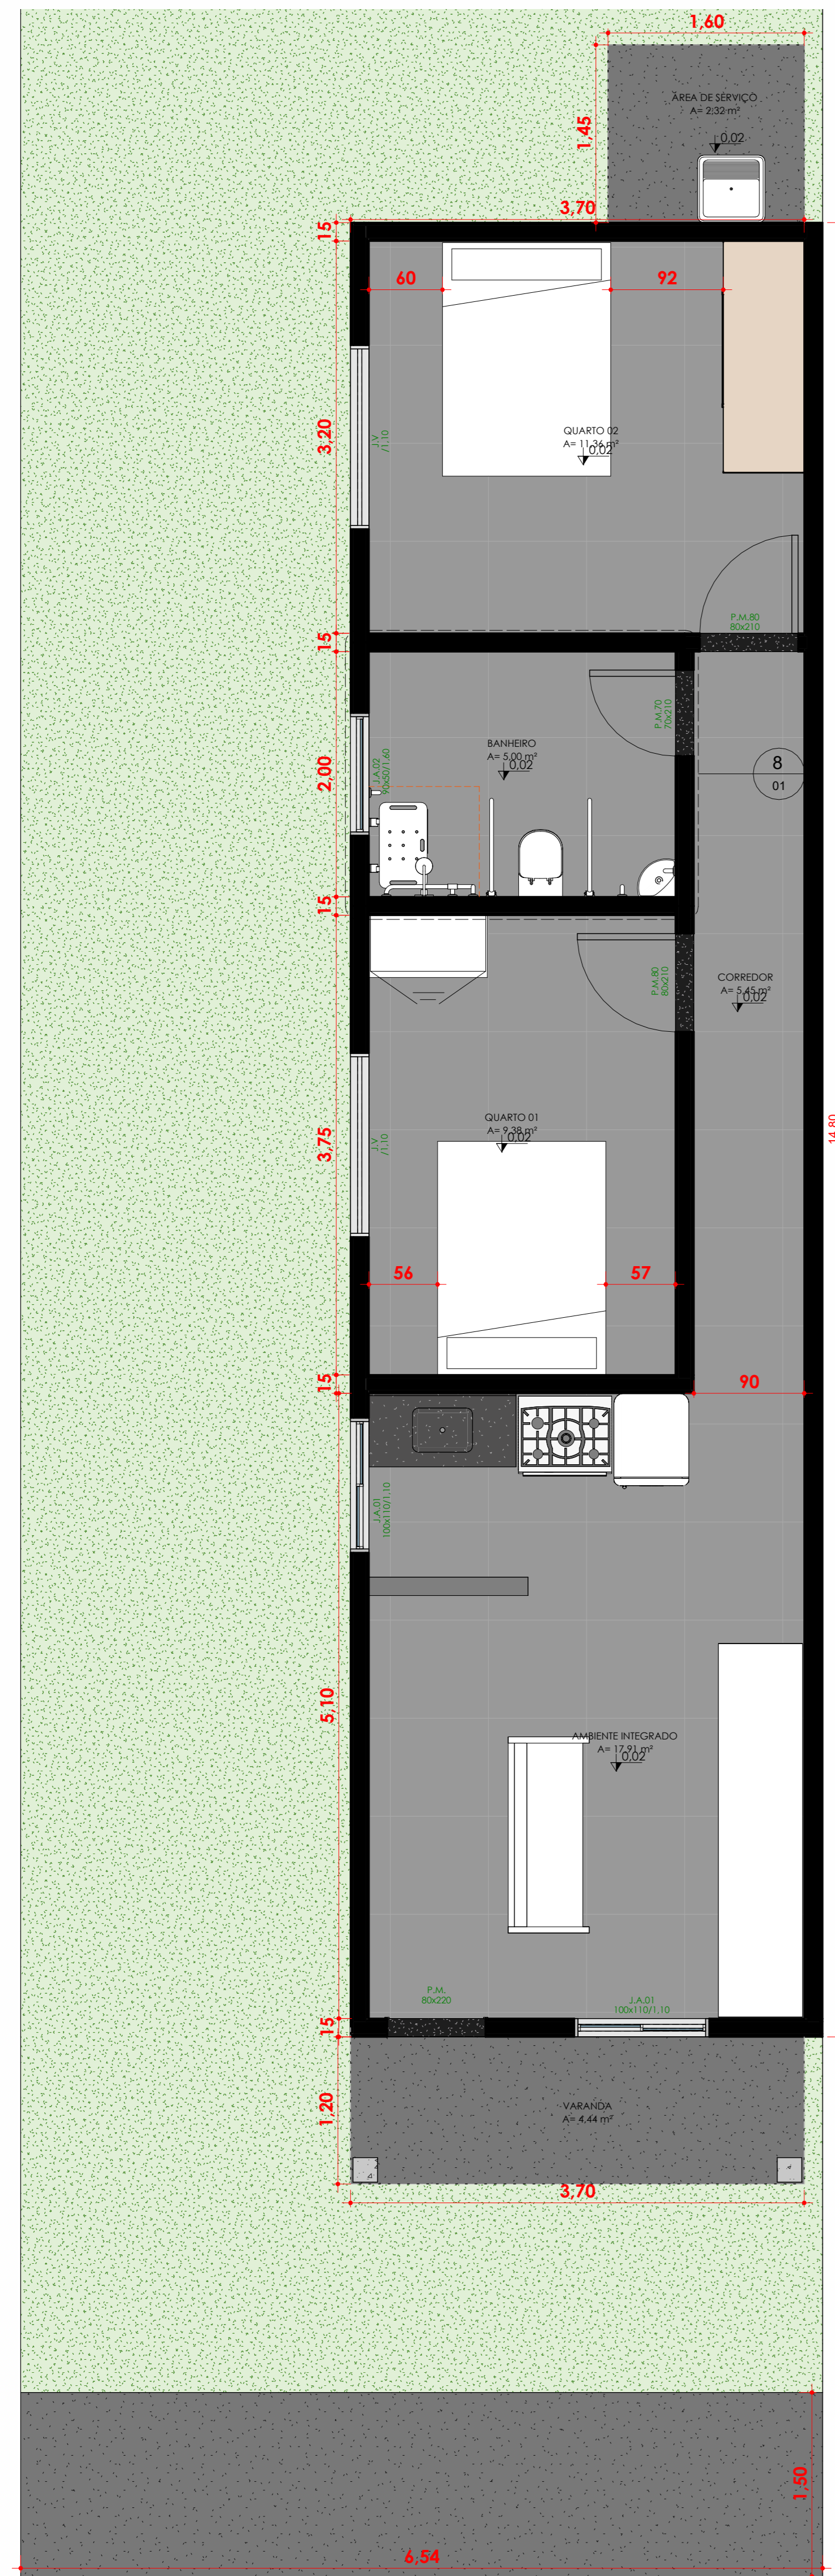 1,60
ÁREA DE SERVIÇO
A= 2,32 m²
1,45
0,02
3,70
15
60
92
3,20
J.V.
/1,10
QUARTO 02
A= 11,36 m²
0,02
P.M.80
80x210
15
P.M.70
70x210
BANHEIRO
A= 5,00 m²
0,02
2,00
J.A.02
90x50/1,60
8
01
15
P.M.80
80x210
CORREDOR
A= 5,45 m²
0,02
QUARTO 01
A= 9,38 m²
0,02
3,75
J.V.
/1,10
14,80
56
57
15
90
J.A.01
100x110/1,10
5,10
AMBIENTE INTEGRADO
A= 17,91 m²
0,02
P.M.
80x220
J.A.01
100x110/1,10
15
1,20
VARANDA
A= 4,44 m²
3,70
1,50
6,54